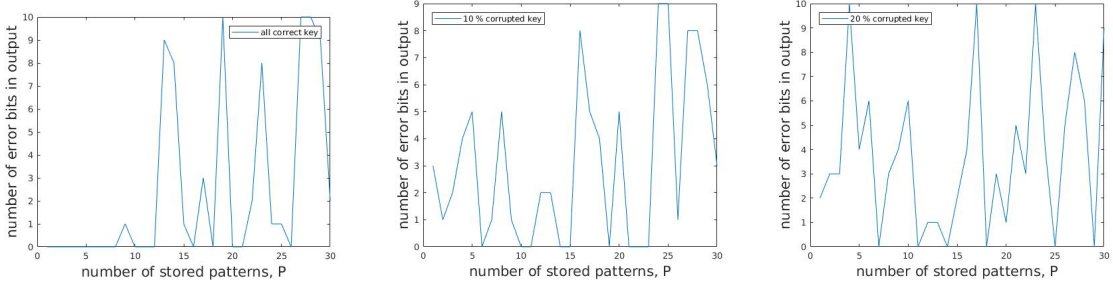 all correct key
number of error bits in output
10
9
8
7
6
5
4
3
2
1
0
0 5 10 15 20 25 30
number of stored patterns, P
10 % corrupted key
number of error bits in output
9
8
7
6
5
4
3
2
1
0
0 5 10 15 20 25 30
number of stored patterns, P
20 % corrupted key
number of error bits in output
10
9
8
7
6
5
4
3
2
1
0
0 5 10 15 20 25 30
number of stored patterns, P